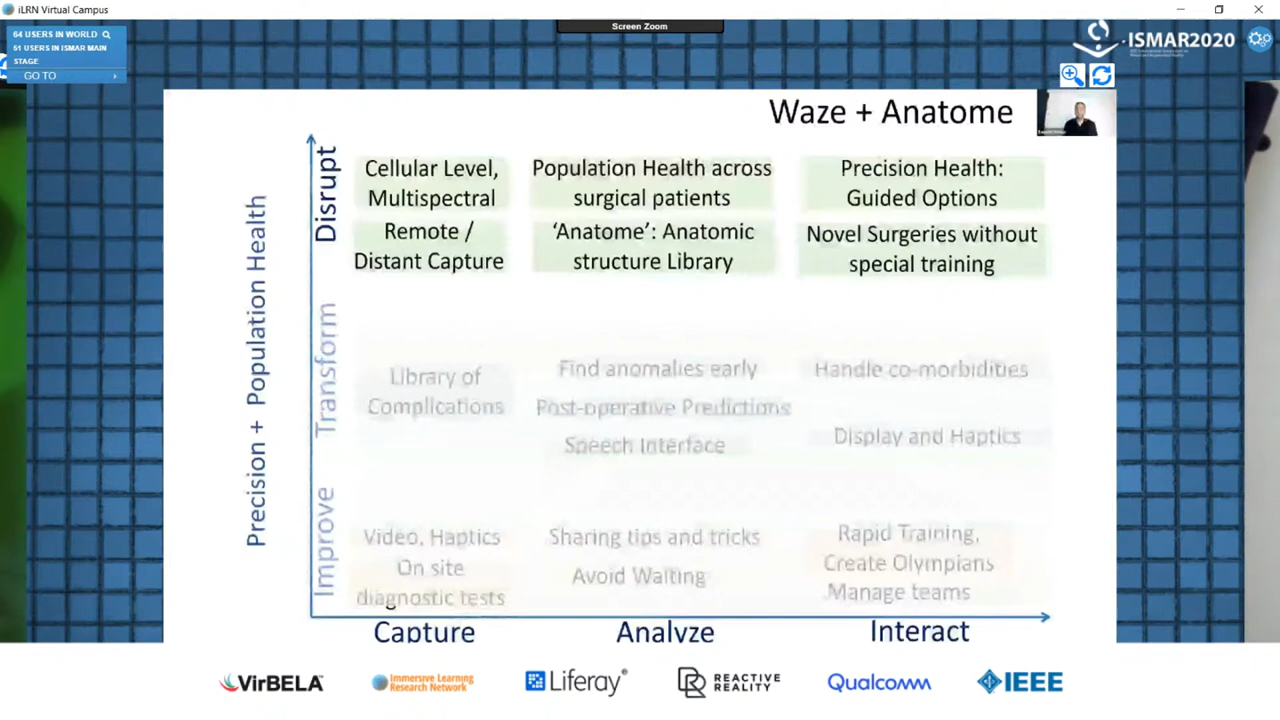 iLRN Virtual Campus
Screen Zoom
64 USERS IN WORLD
51 USERS IN ISMAR MAIN
STAGE
GO TO
ISMAR2020
Waze + Anatome
Precision + Population Health
Disrupt
Cellular Level,
Multispectral
Remote /
Distant Capture
Population Health across
surgical patients
‘Anatome’: Anatomic
structure Library
Precision Health:
Guided Options
Novel Surgeries without
special training
Transform
Library of
Complications
Find anomalies early
Post-operative Predictions
Speech Interface
Handle co-morbidities
Display and Haptics
Improve
Video, Haptics
On site
diagnostic tests
Sharing tips and tricks
Avoid Waiting
Rapid Training,
Create Olympians
Manage teams
Capture
Analyze
Interact
VirBELA
Immersive Learning
Research Network
Liferay
REACTIVE
REALITY
Qualcomm
IEEE